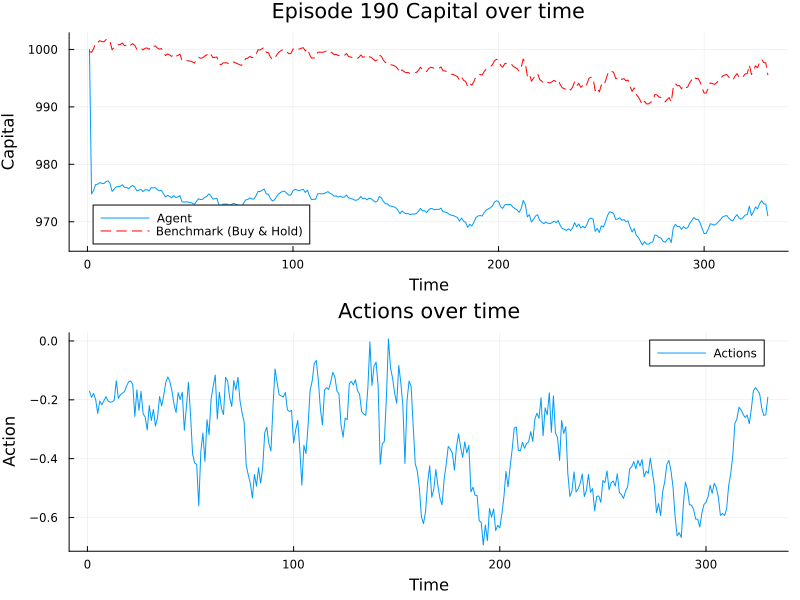 Episode 190 Capital over time
1000
990
980
970
Capital
Agent
Benchmark (Buy & Hold)
0
100
200
300
Time
Actions over time
0.0
−0.2
−0.4
−0.6
Action
Actions
0
100
200
300
Time